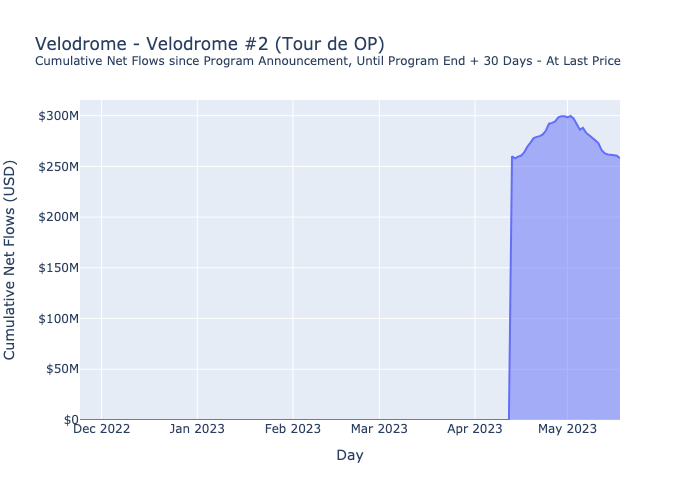 Velodrome - Velodrome #2 (Tour de OP)
Cumulative Net Flows since Program Announcement, Until Program End + 30 Days - At Last Price
Cumulative Net Flows (USD)
$300M
$250M
$200M
$150M
$100M
$50M
$0
Dec 2022 Jan 2023 Feb 2023 Mar 2023 Apr 2023 May 2023
Day